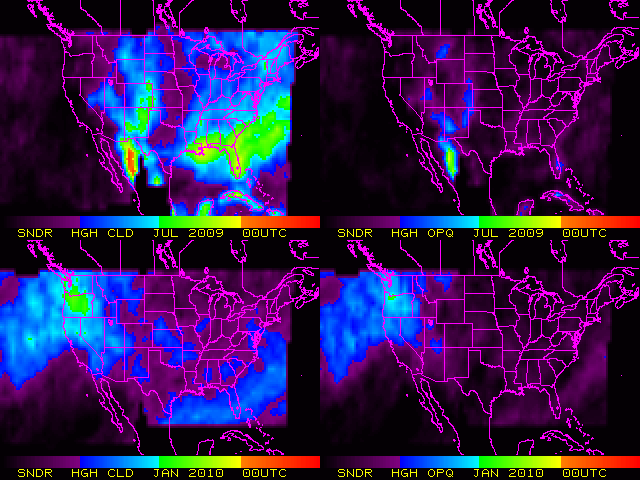 SNDR HGH CLD JUL 2009 00UTC
SNDR HGH OPQ JUL 2009 00UTC
SNDR HGH CLD JAN 2010 00UTC
SNDR HGH OPQ JAN 2010 00UTC